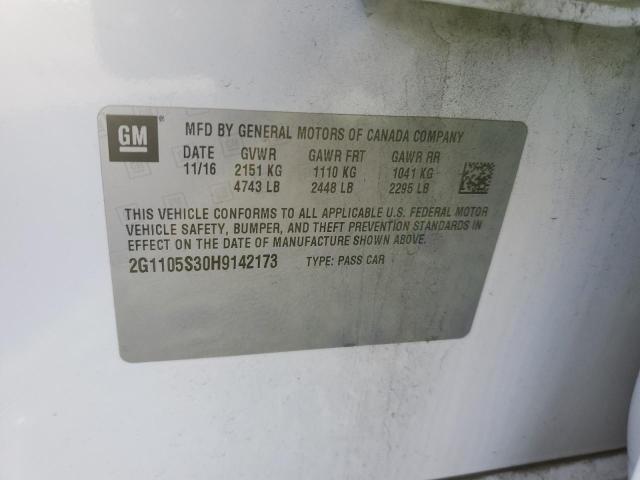 GM
MFD BY GENERAL MOTORS OF CANADA COMPANY
DATE GVWR GAWR FRT GAWR RR
11/16 2151 KG 1110 KG 1041 KG
4743 LB 2448 LB 2295 LB
THIS VEHICLE CONFORMS TO ALL APPLICABLE U.S. FEDERAL MOTOR
VEHICLE SAFETY, BUMPER, AND THEFT PREVENTION STANDARDS IN
EFFECT ON THE DATE OF MANUFACTURE SHOWN ABOVE.
2G1105S30H9142173 TYPE: PASS CAR